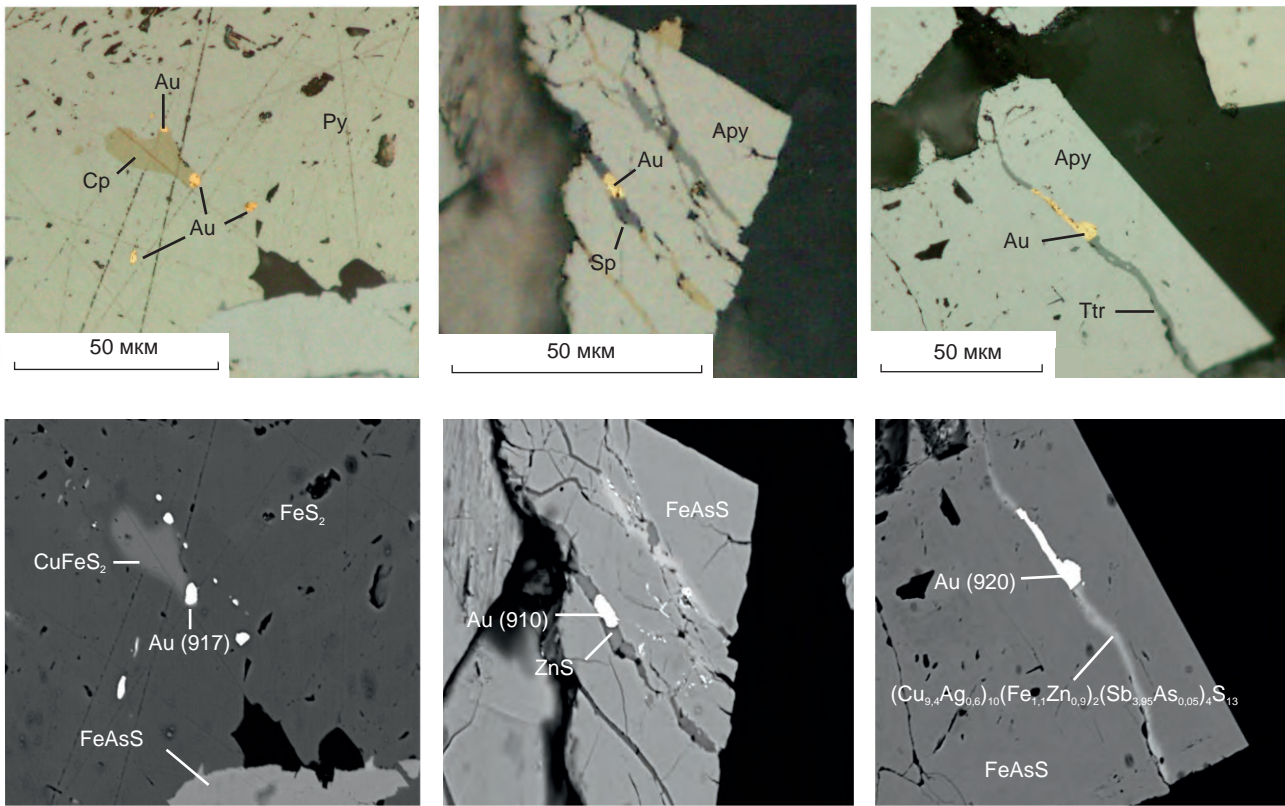 Au
Py
Cp
Au
50 мкм
Apy
Au
Sp
50 мкм
Apy
Au
Ttr
50 мкм
FeS₂
CuFeS₂
Au (917)
FeAsS
FeAsS
Au (910)
ZnS
Au (920)
(Cu₉,₄Ag₀,₆)₁₀(Fe₁,₁Zn₀,₉)₂(Sb₃,₉₅As₀,₀₅)₄S₁₃
FeAsS